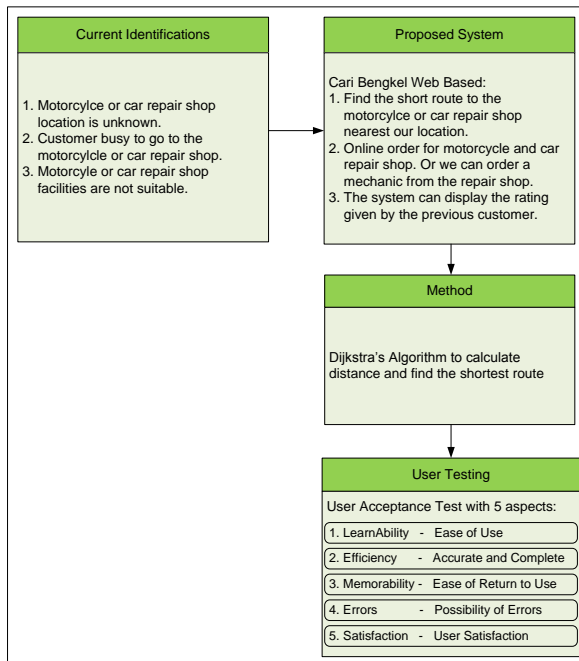 Current Identifications
1. Motorcylce or car repair shop
location is unknown.
2. Customer busy to go to the
motorcylcle or car repair shop.
3. Motorcyle or car repair shop
facilities are not suitable.
Proposed System
Cari Bengkel Web Based:
1. Find the short route to the
motorcylce or car repair shop
nearest our location.
2. Online order for motorcycle and car
repair shop. Or we can order a
mechanic from the repair shop.
3. The system can display the rating
given by the previous customer.
Method
Dijkstra's Algorithm to calculate
distance and find the shortest route
User Testing
User Acceptance Test with 5 aspects:
1. LearnAbility - Ease of Use
2. Efficiency - Accurate and Complete
3. Memorability - Ease of Return to Use
4. Errors - Possibility of Errors
5. Satisfaction - User Satisfaction